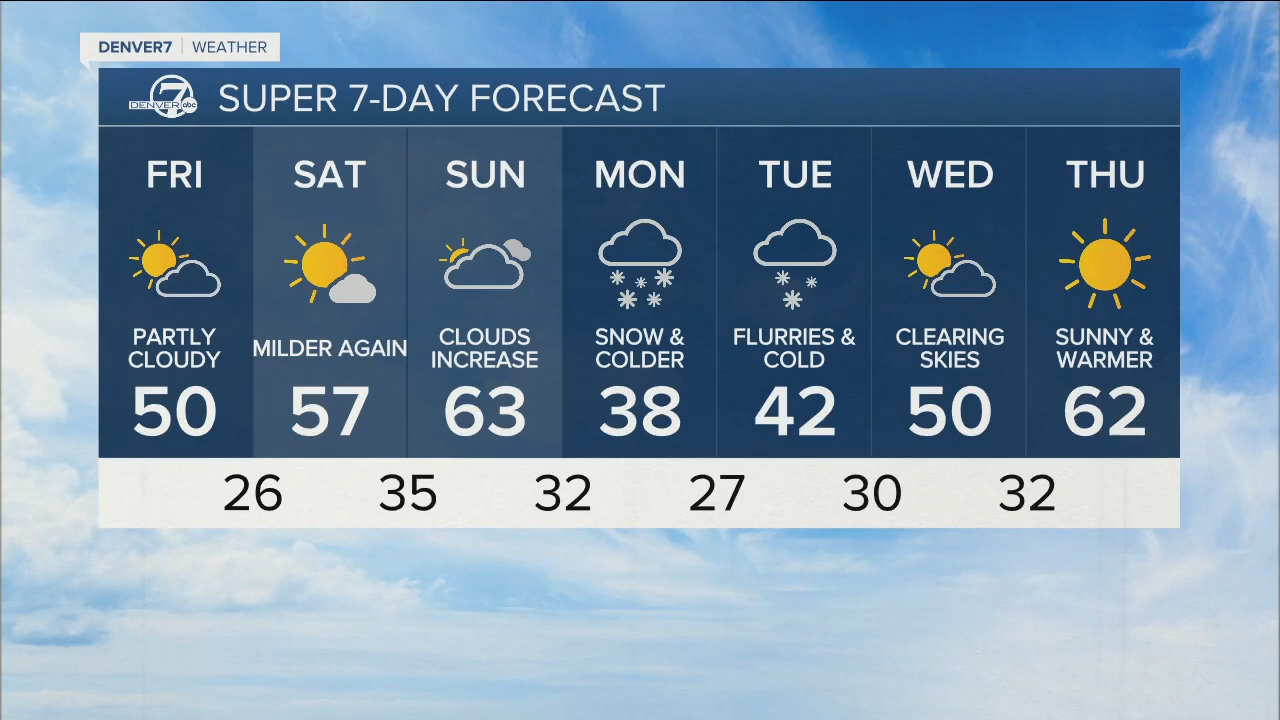 DENVER7 | WEATHER
7
DENVER abc
SUPER 7-DAY FORECAST
FRI SAT SUN MON TUE WED THU
PARTLY CLOUDS SNOW & FLURRIES & CLEARING SUNNY &
MILDER AGAIN
CLOUDY INCREASE COLDER COLD SKIES WARMER
50 57 63 38 42 50 62
26 35 32 27 30 32